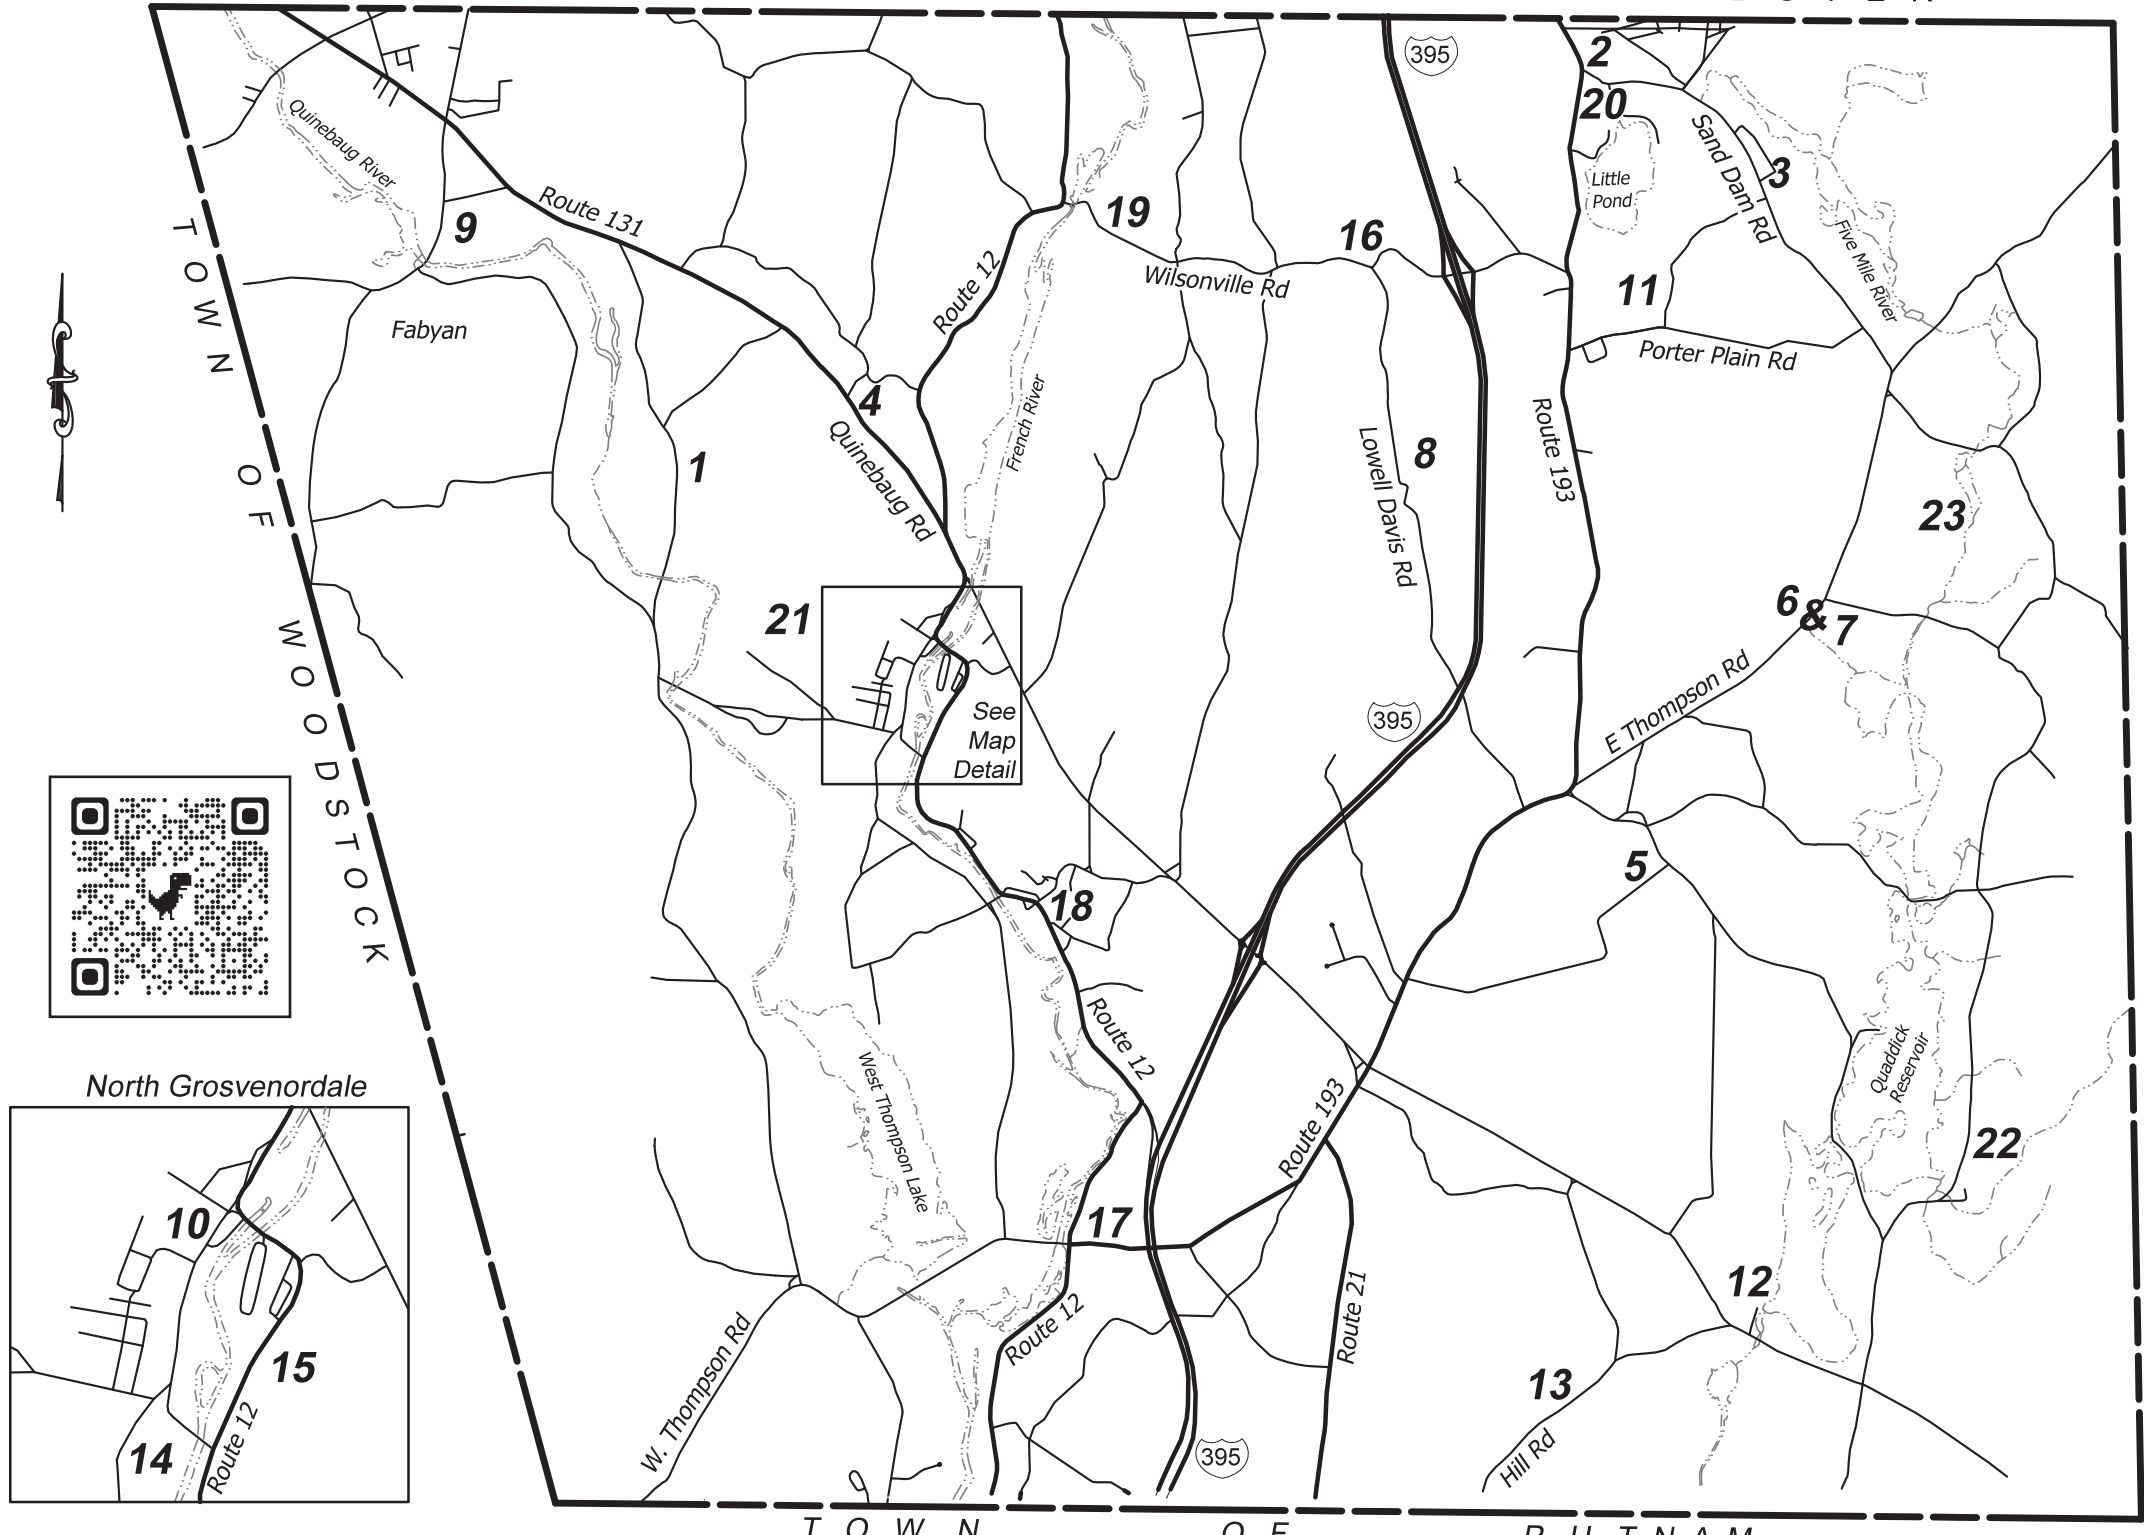 2
395
20
Quinebaug River
Sand Dam Rd
3
Little
Pond
Route 131
19
9
16
TOWN OF WOODSTOCK
Five Mile River
Route 12
Wilsonville Rd
11
Fabyan
Porter Plain Rd
4
French River
Route 193
Quinebaug Rd
Lowell Davis Rd
8
1
23
21
6
&
7
E Thompson Rd
See
Map
Detail
395
5
18
Route 12
West Thompson Lake
Quaddick
Reservoir
North Grosvenordale
Route 193
22
10
17
12
Route 21
Route 12
W. Thompson Rd
15
13
14
Route 12
Hill Rd
395
TOWN OF PUTNAM